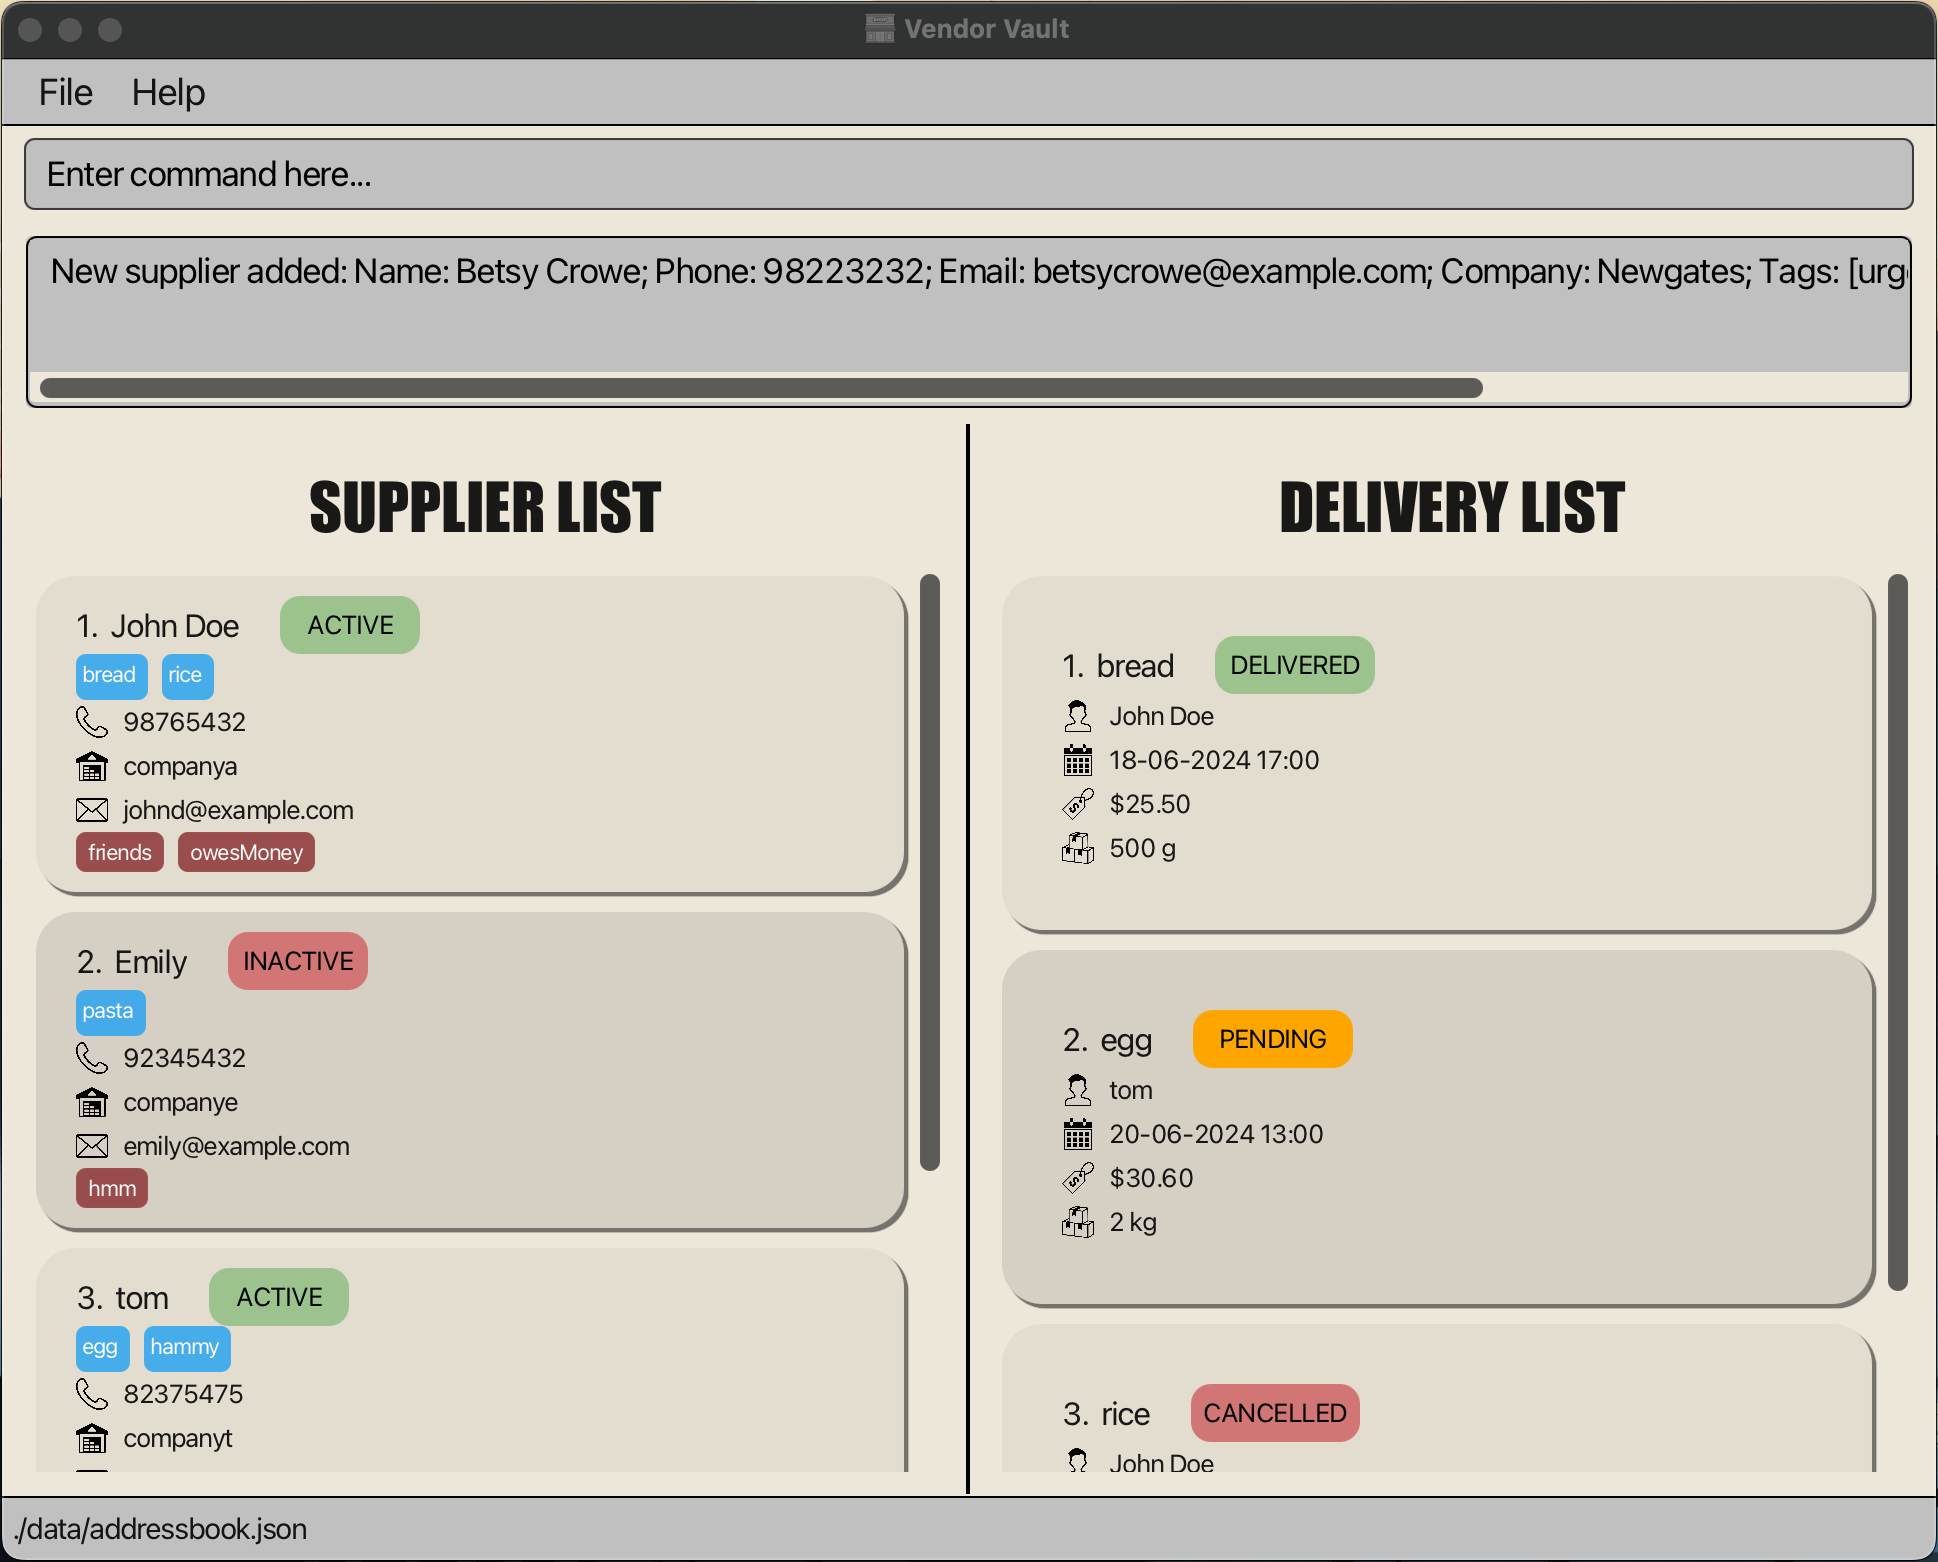 Vendor Vault
File Help
Enter command here...
New supplier added: Name: Betsy Crowe; Phone: 98223232; Email: betsycrowe@example.com; Company: Newgates; Tags:
SUPPLIER LIST
1. John Doe ACTIVE
bread rice
98765432
companya
johnd@example.com
friends owesMoney
2. Emily INACTIVE
pasta
92345432
companye
emily@example.com
hmm
3. tom ACTIVE
egg hammy
82375475
companyt
DELIVERY LIST
1. bread DELIVERED
John Doe
18-06-2024 17:00
$25.50
500 g
2. egg PENDING
tom
20-06-2024 13:00
$30.60
2 kg
3. rice CANCELLED
John Doe
./data/addressbook.json